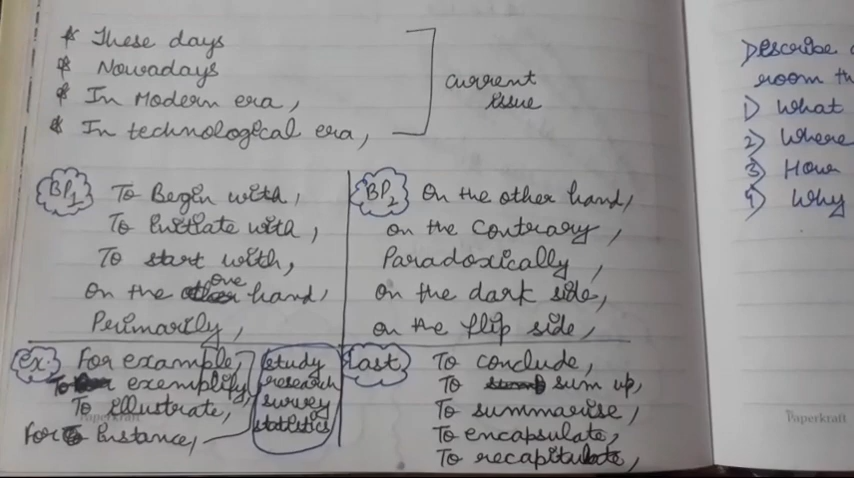 These days
Nowadays
In Modern era,
In technological era,
current
issue
BP1
To Begin with,
To Initiate with,
To start with,
On the one hand,
Primarily,
BP2
On the other hand,
on the contrary,
Paradoxically,
on the dark side,
on the flip side,
ex.
For example,
To exemplify,
To illustrate,
For Instance,
study
research
survey
statistics
Last
To conclude,
To sum up,
To summarise,
To encapsulate,
To recapitulate,
Paperkraft
Describe
room
1) What
2) Where
3) How
4) Why
Paperkraft